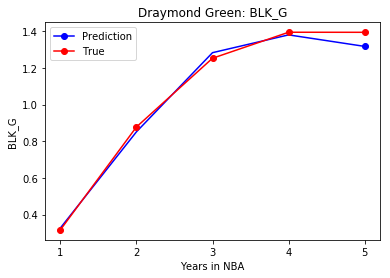 Draymond Green: BLK_G
Prediction
True
1.4
1.2
1.0
0.8
0.6
0.4
BLK_G
1 2 3 4 5
Years in NBA